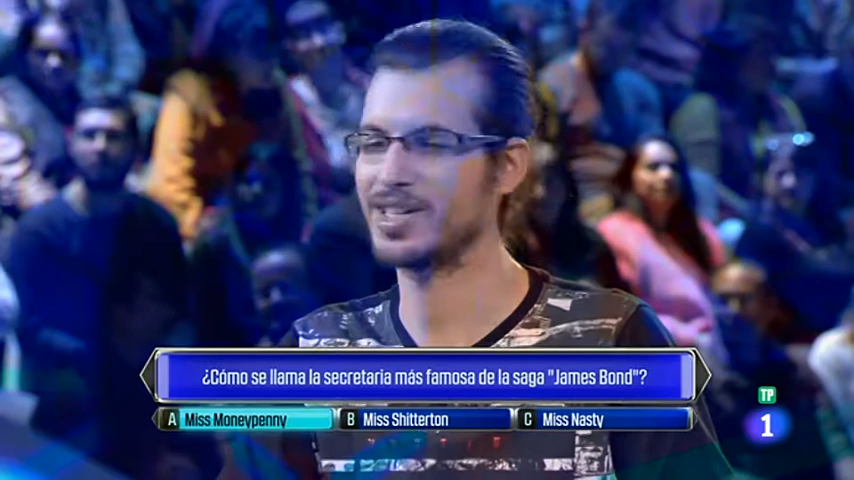 ¿Cómo se llama la secretaria más famosa de la saga "James Bond"?
A Miss Moneypenny B Miss Shitterton C Miss Nasty
TP
1